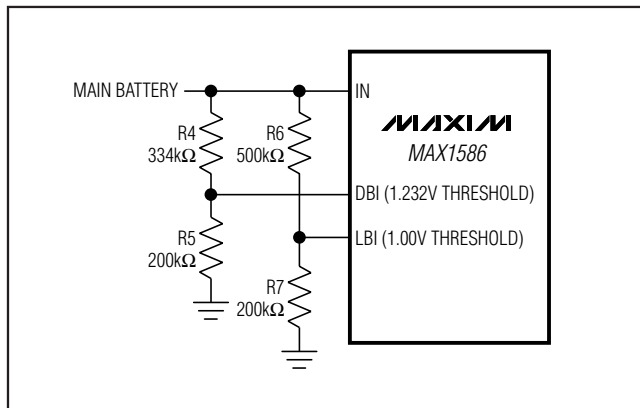 MAIN BATTERY
IN
R4
334kΩ
R6
500kΩ
MAXIM
MAX1586
DBI (1.232V THRESHOLD)
R5
200kΩ
LBI (1.00V THRESHOLD)
R7
200kΩ